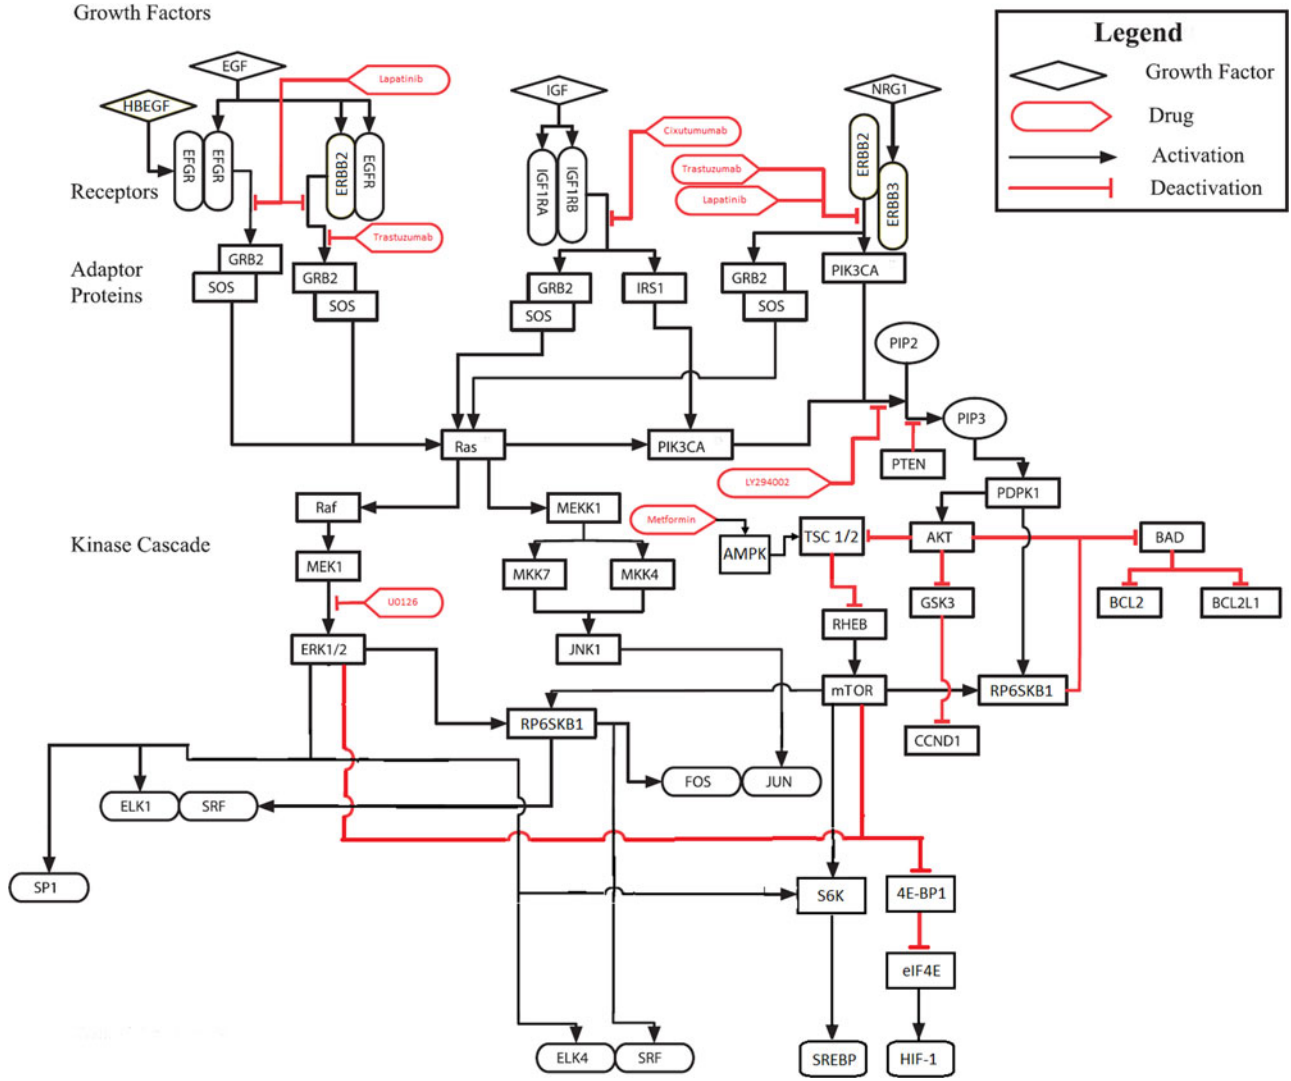 Growth Factors
Legend
Growth Factor
Drug
Activation
Deactivation
EGF
Lapatinib
HBEGF
IGF
NRG1
EFGR
EFGR
ERBB2
EGFR
IGF1RA
IGF1RB
Cixutumumab
Trastuzumab
Lapatinib
ERBB2
ERBB3
Receptors
Trastuzumab
Adaptor
Proteins
GRB2
SOS
GRB2
SOS
GRB2
SOS
IRS1
GRB2
SOS
PIK3CA
PIP2
PIP3
Ras
PIK3CA
PTEN
LY294002
PDPK1
Raf
MEKK1
Metformin
AMPK
TSC 1/2
AKT
BAD
Kinase Cascade
MEK1
MKK7
MKK4
GSK3
BCL2
BCL2L1
U0126
RHEB
ERK1/2
JNK1
mTOR
RP6SKB1
RP6SKB1
CCND1
FOS
JUN
ELK1
SRF
SP1
S6K
4E-BP1
eIF4E
ELK4
SRF
SREBP
HIF-1